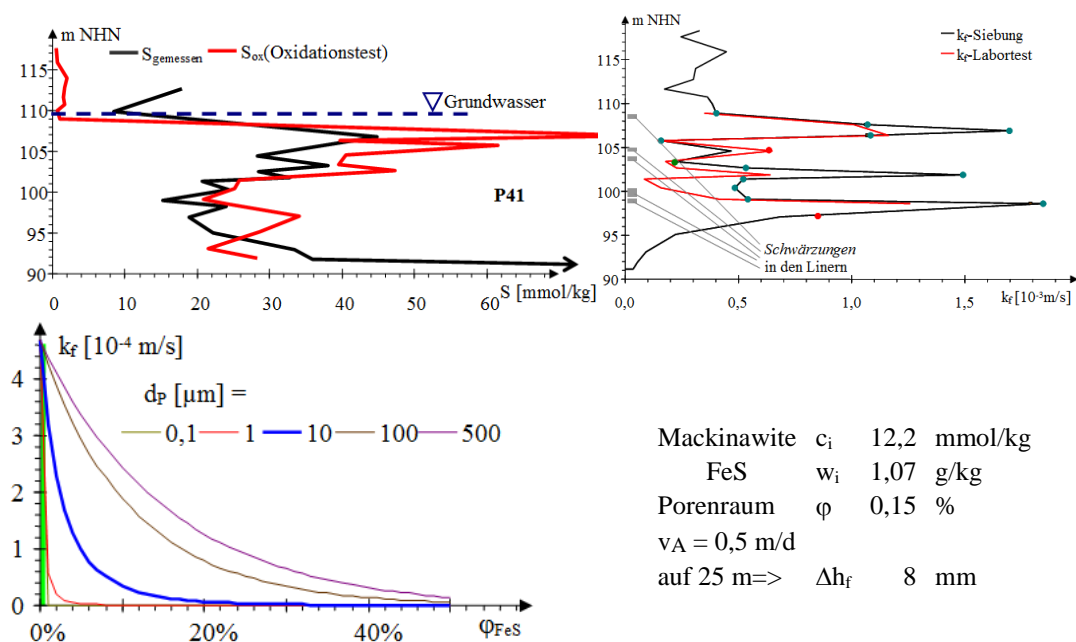 m NHN
S_gemessen S_ox(Oxidationstest)
Grundwasser
115
110
105
100
95
90
P41
0 10 20 30 40 50 60
S [mmol/kg]
m NHN
k_f-Siebung
k_f-Labortest
115
110
105
100
95
90
Schwärzungen
in den Linern
0,0 0,5 1,0 1,5
k_f [10^-3m/s]
k_f [10^-4 m/s]
d_P [µm] =
0,1 1 10 100 500
4
3
2
1
0
0% 20% 40% φ_FeS
Mackinawite c_i 12,2 mmol/kg
FeS w_i 1,07 g/kg
Porenraum φ 0,15 %
v_A = 0,5 m/d
auf 25 m=> Δh_f 8 mm